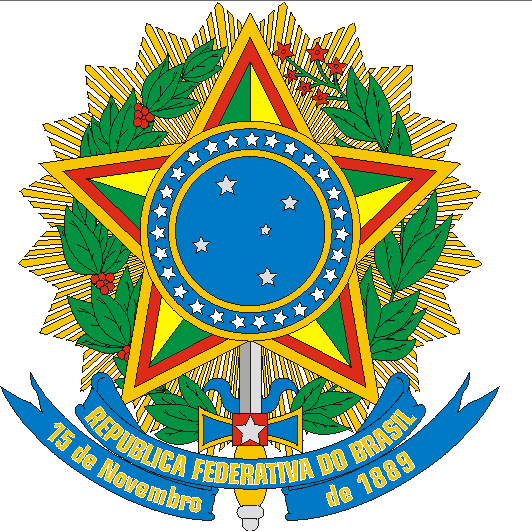 REPUBLICA FEDERATIVA DO BRASIL
15 de Novembro
de 1889